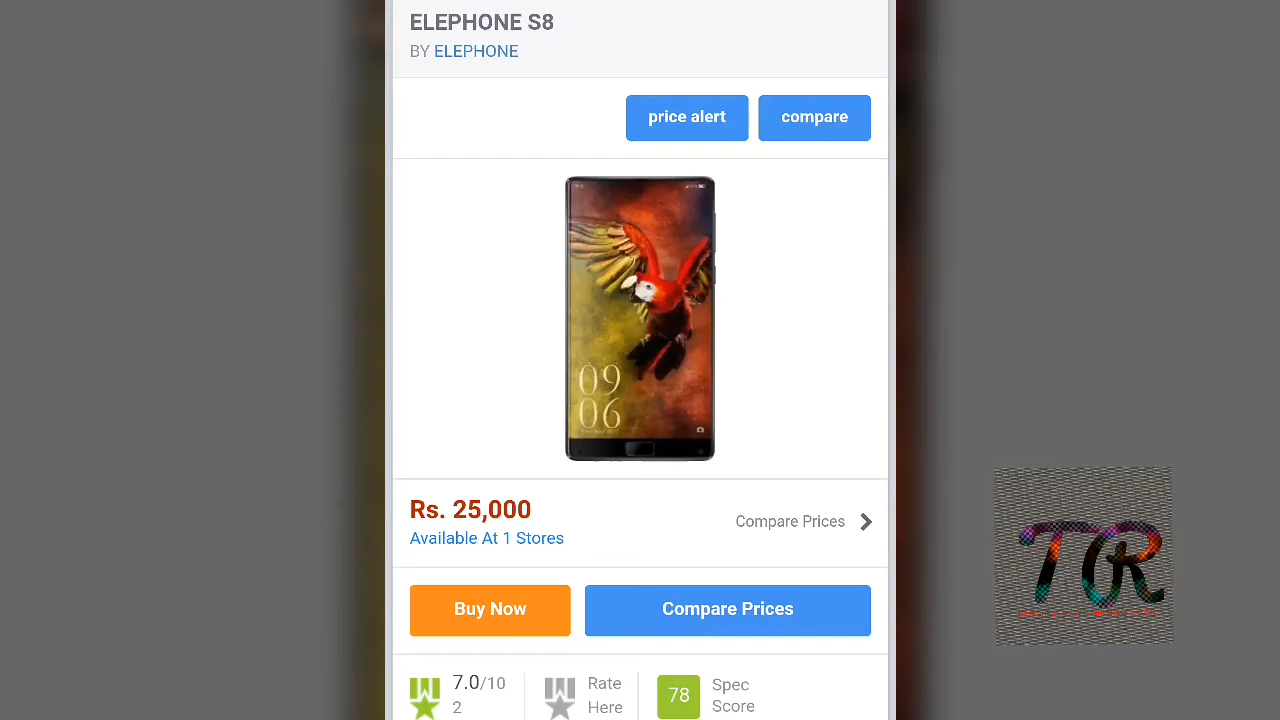 ELEPHONE S8
BY ELEPHONE
price alert
compare
09
06
Rs. 25,000
Available At 1 Stores
Compare Prices
Buy Now
Compare Prices
7.0/10
2
Rate
Here
78
Spec
Score
TR